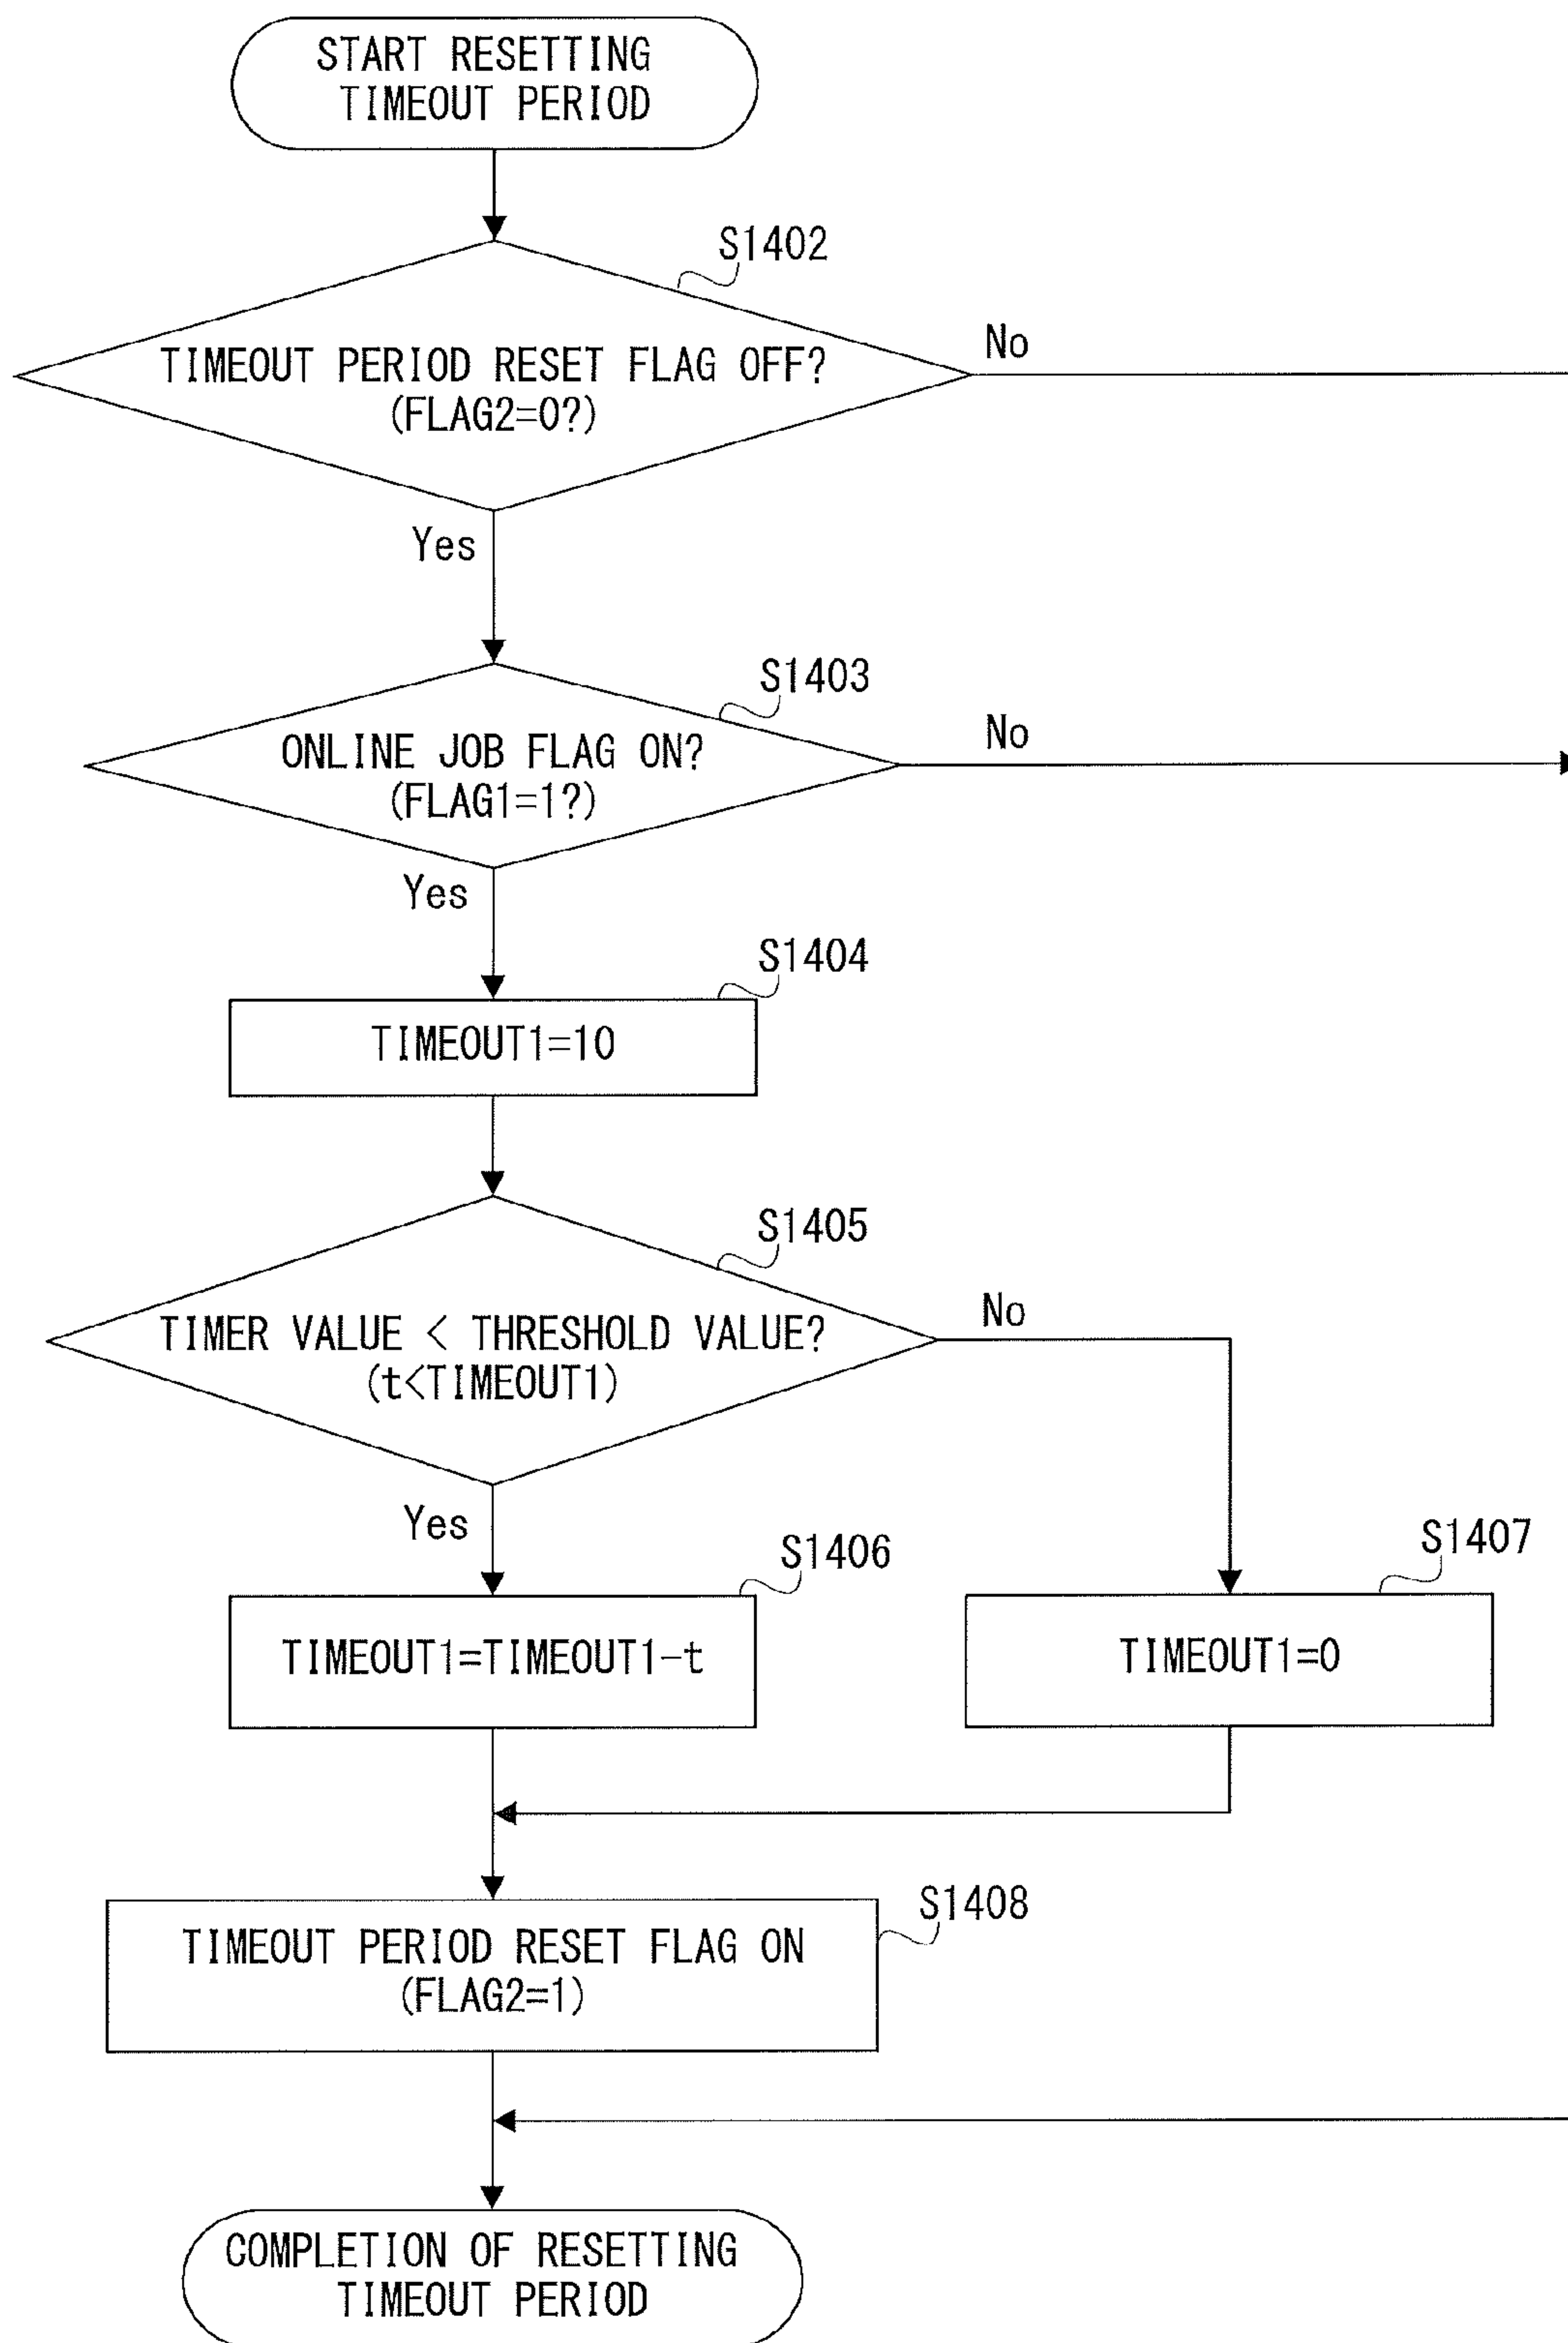 START RESETTING
TIMEOUT PERIOD
S1402
TIMEOUT PERIOD RESET FLAG OFF?
(FLAG2=0?)
No
Yes
S1403
ONLINE JOB FLAG ON?
(FLAG1=1?)
No
Yes
S1404
TIMEOUT1=10
S1405
TIMER VALUE < THRESHOLD VALUE?
(t<TIMEOUT1)
No
Yes
S1406
TIMEOUT1=TIMEOUT1-t
S1407
TIMEOUT1=0
S1408
TIMEOUT PERIOD RESET FLAG ON
(FLAG2=1)
COMPLETION OF RESETTING
TIMEOUT PERIOD